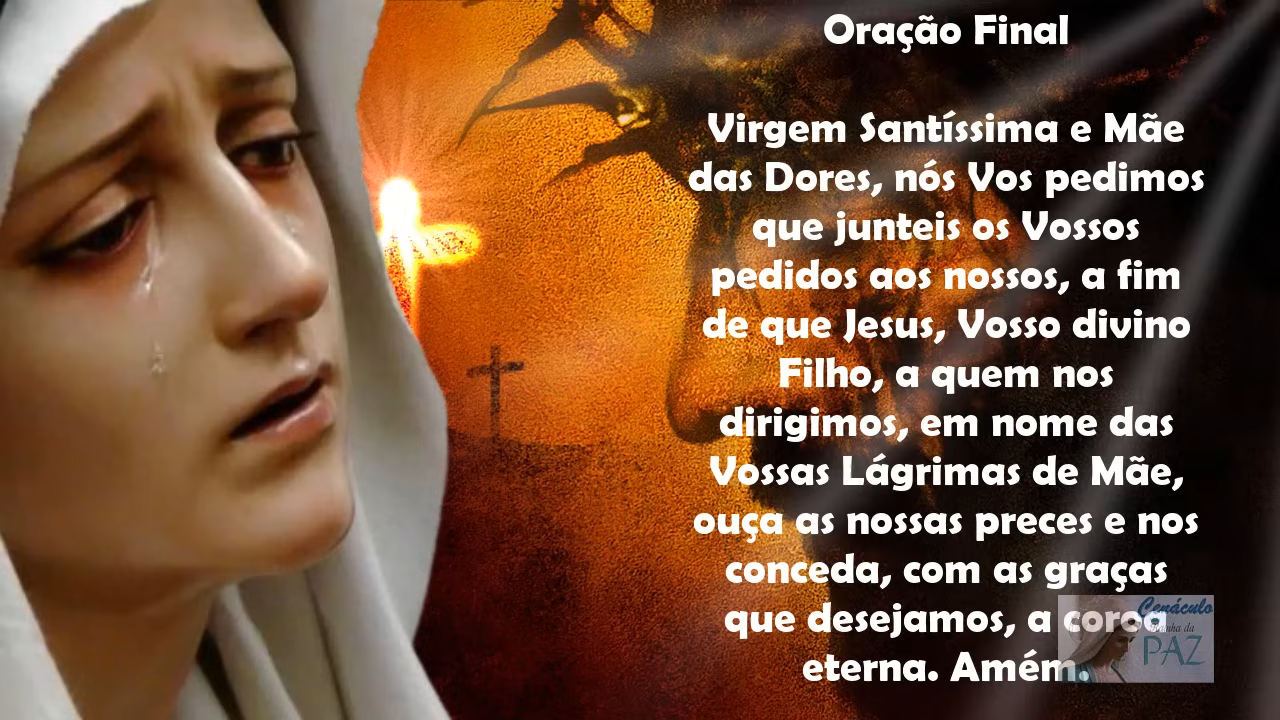 Oração Final
Virgem Santíssima e Mãe
das Dores, nós Vos pedimos
que junteis os Vossos
pedidos aos nossos, a fim
de que Jesus, Vosso divino
Filho, a quem nos
dirigimos, em nome das
Vossas Lágrimas de Mãe,
ouça as nossas preces e nos
conceda, com as graças
que desejamos, a coroa
eterna. Amém.
Cenáculo
Rainha da
PAZ